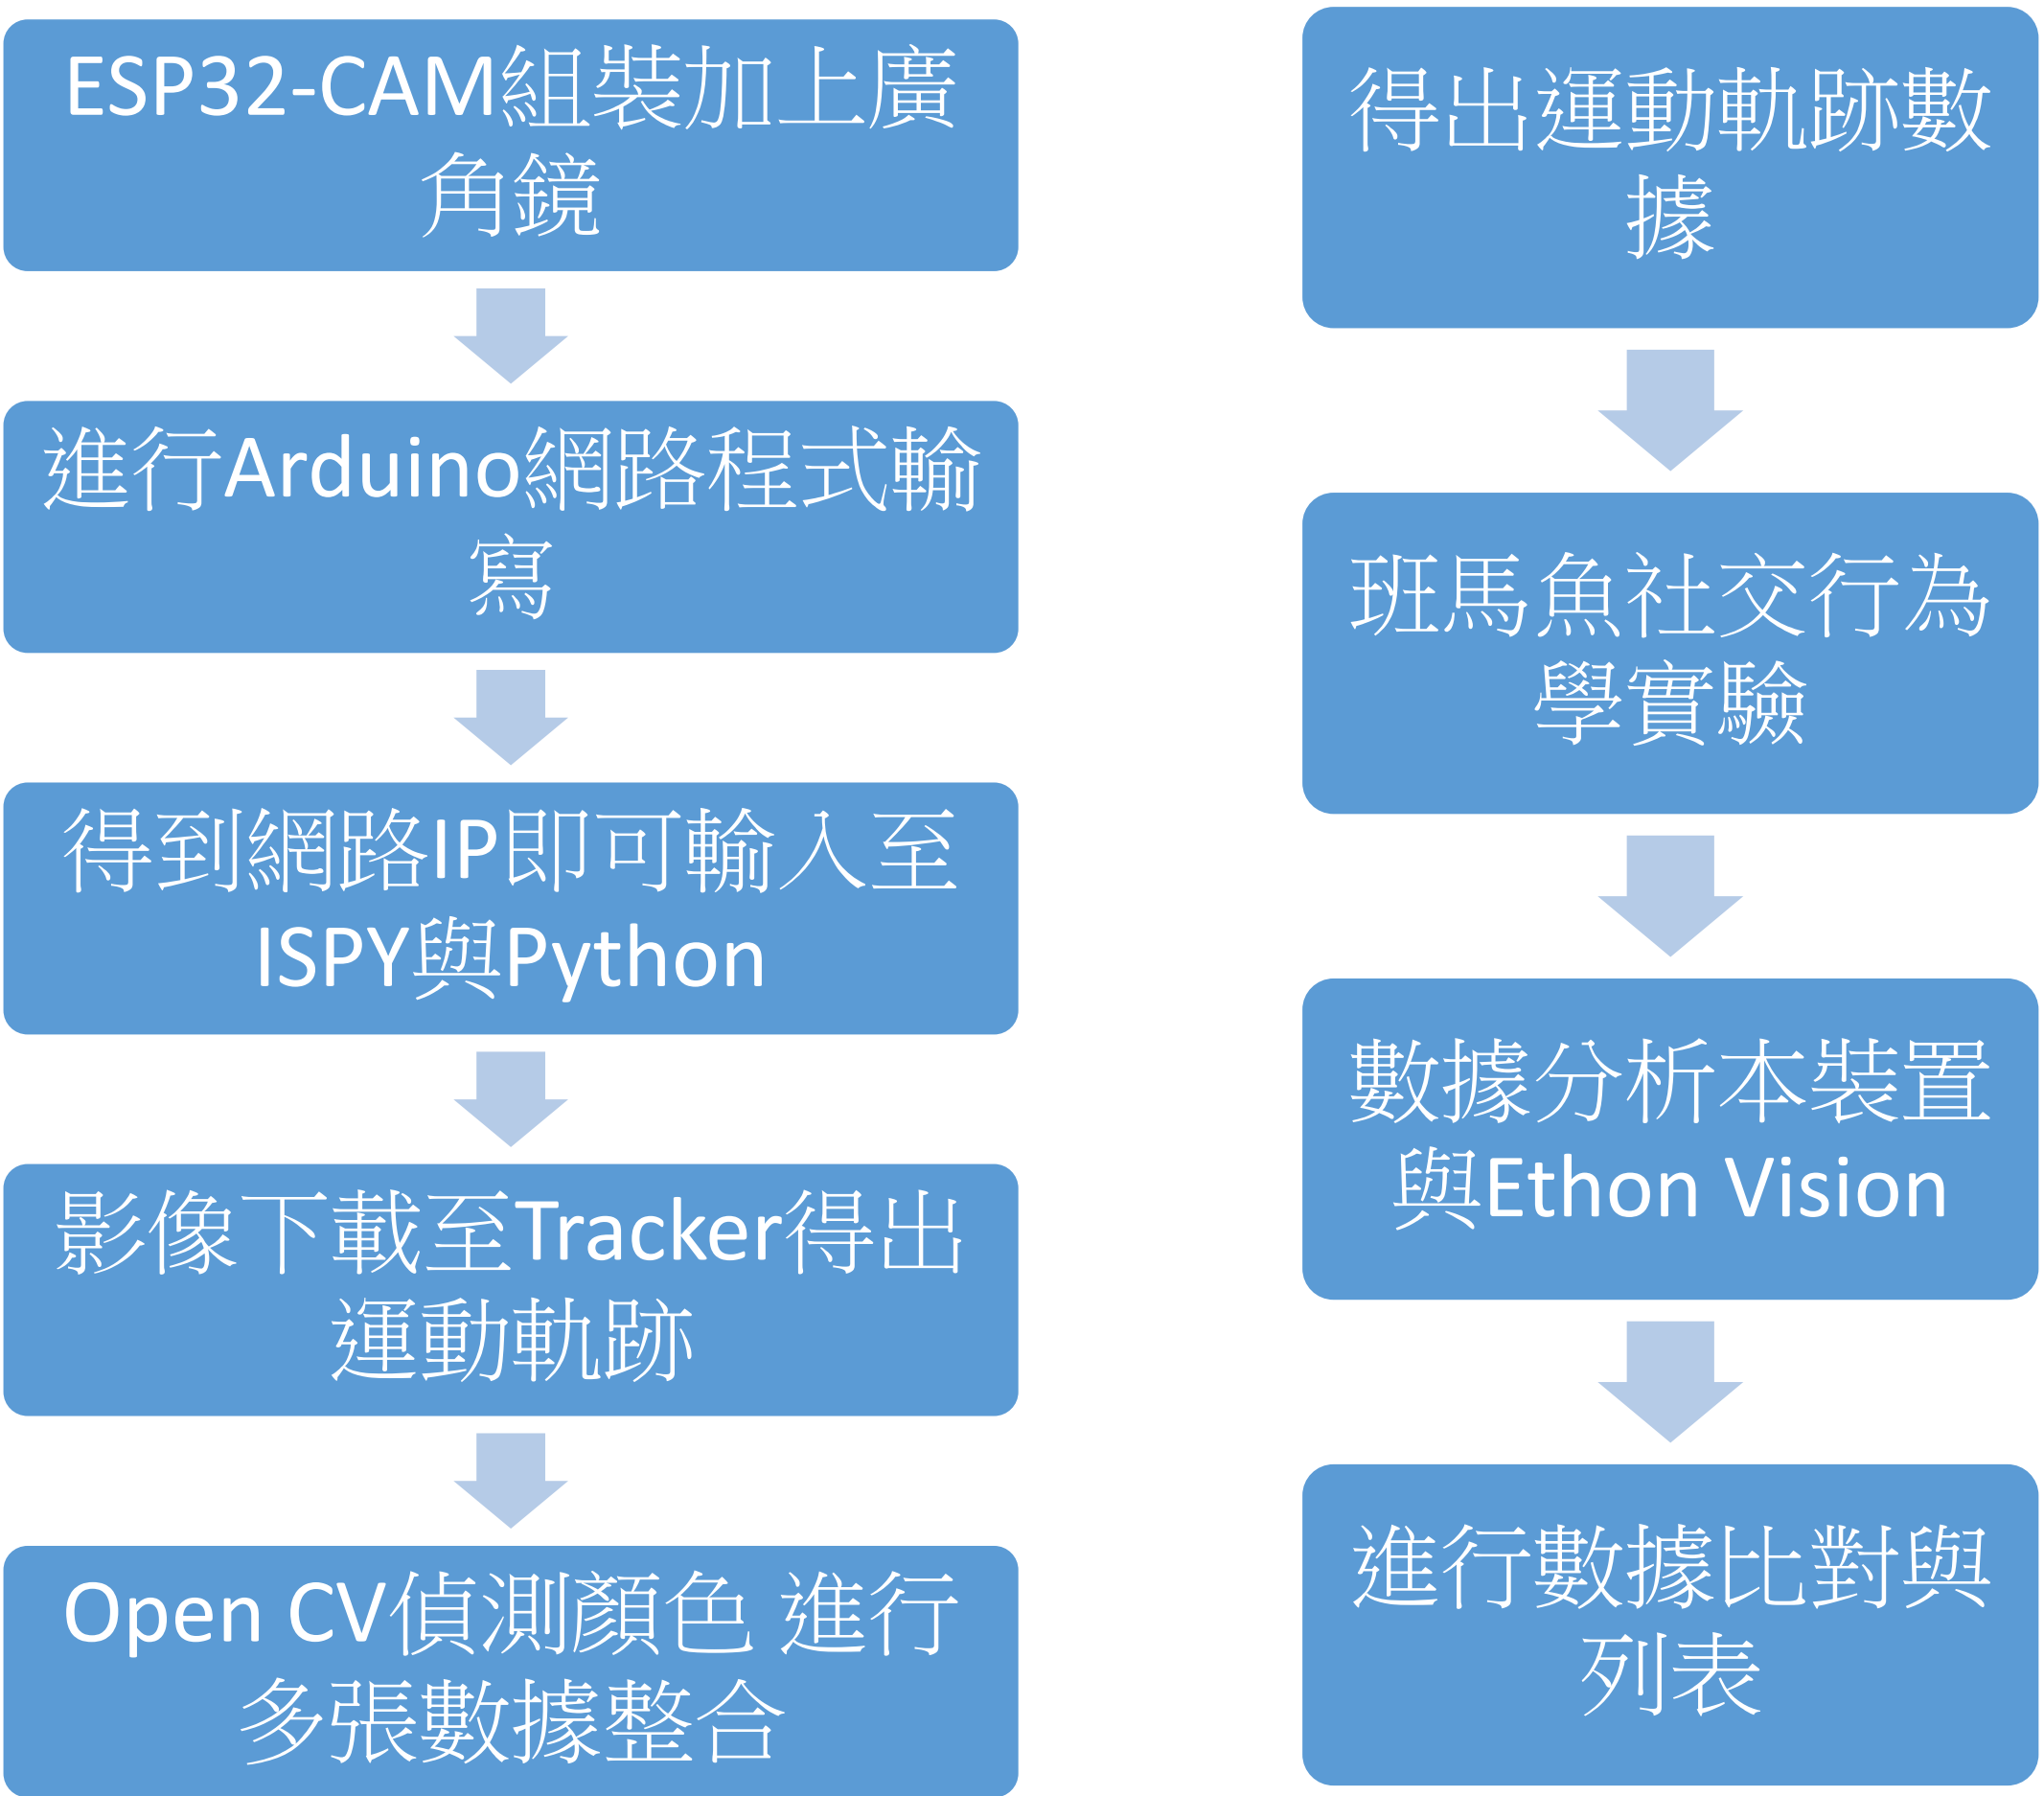 ESP32-CAM組裝加上廣
角鏡
進行Arduino網路程式輸
寫
得到網路IP即可輸入至
ISPY與Python
影像下載至Tracker得出
運動軌跡
Open CV偵測顏色 進行
多張數據整合
得出運動軌跡數
據
班馬魚社交行為
學實驗
數據分析本裝置
與Ethon Vision
進行數據比對與
列表